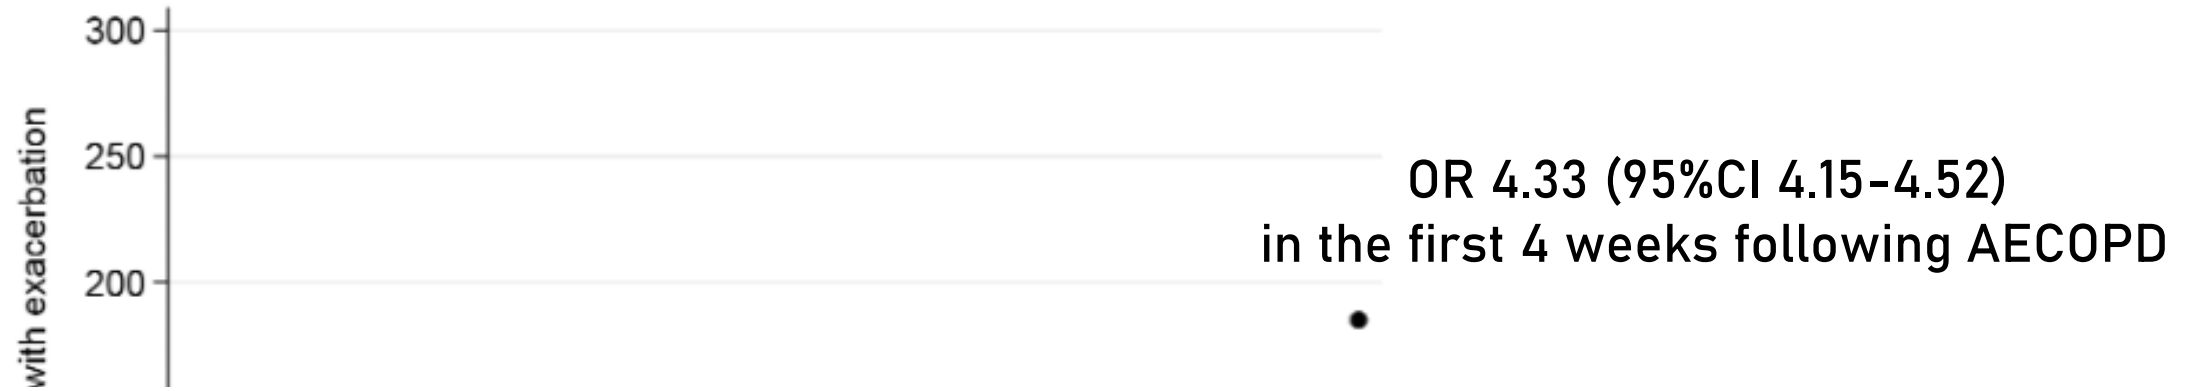 300
250
200
with exacerbation
OR 4.33 (95%CI 4.15-4.52)
in the first 4 weeks following AECOPD